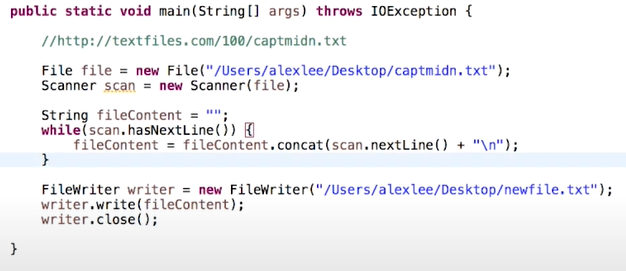 public static void main(String[] args) throws IOException {
//http://textfiles.com/100/captmidn.txt
File file = new File("/Users/alexlee/Desktop/captmidn.txt");
Scanner scan = new Scanner(file);
String fileContent = "";
while(scan.hasNextLine()) {
fileContent = fileContent.concat(scan.nextLine() + "\n");
}
FileWriter writer = new FileWriter("/Users/alexlee/Desktop/newfile.txt");
writer.write(fileContent);
writer.close();
}